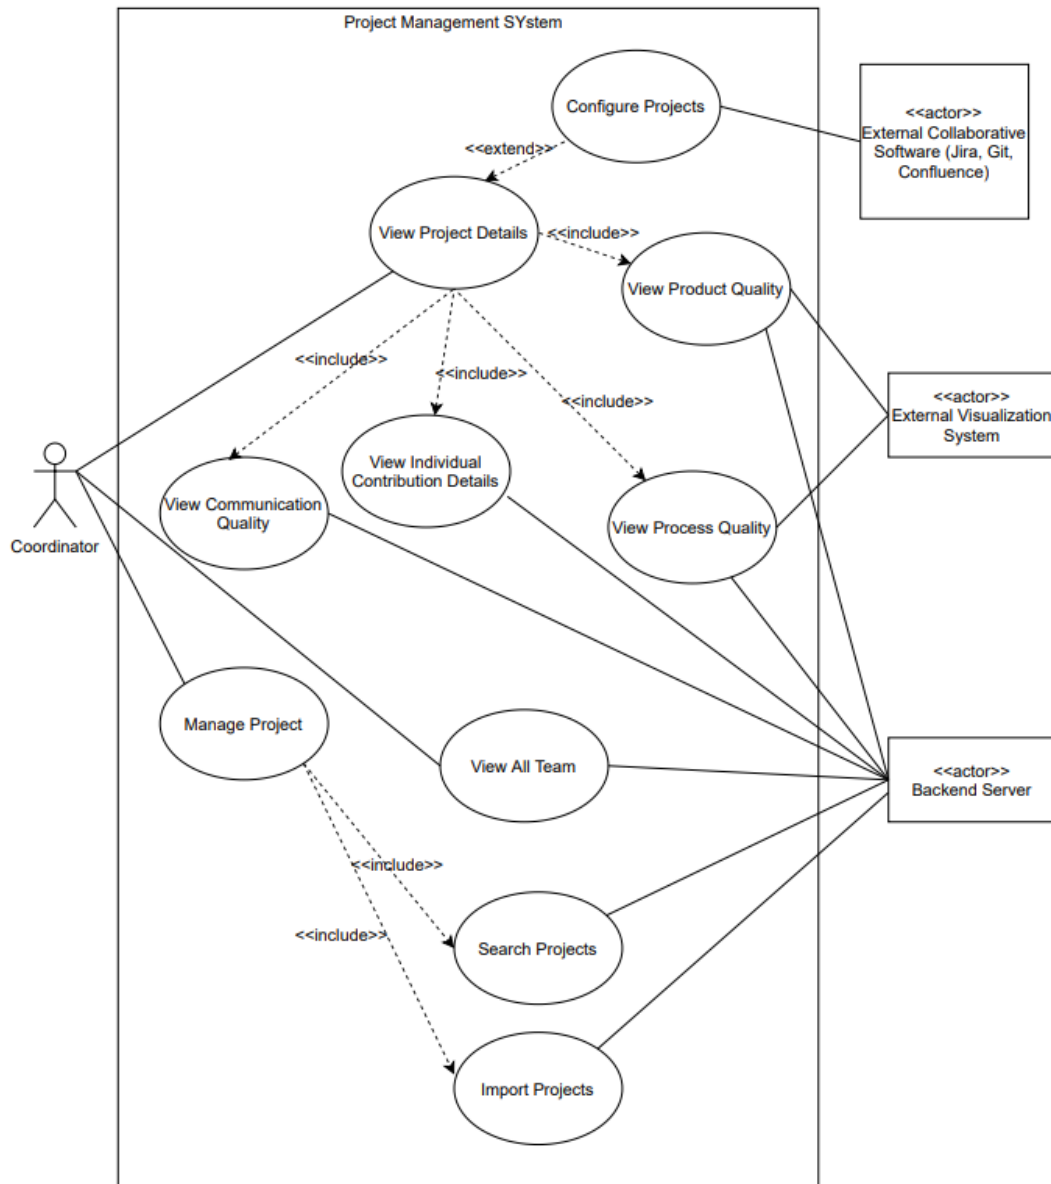 Project Management SYstem
Configure Projects
<<actor>>
External Collaborative
Software (Jira, Git,
Confluence)
<<extend>>
View Project Details
<<include>>
View Product Quality
<<include>>
<<include>>
<<include>>
<<actor>>
External Visualization
System
View Individual
Contribution Details
View Communication
Quality
View Process Quality
Coordinator
Manage Project
View All Team
<<actor>>
Backend Server
<<include>>
<<include>>
Search Projects
Import Projects